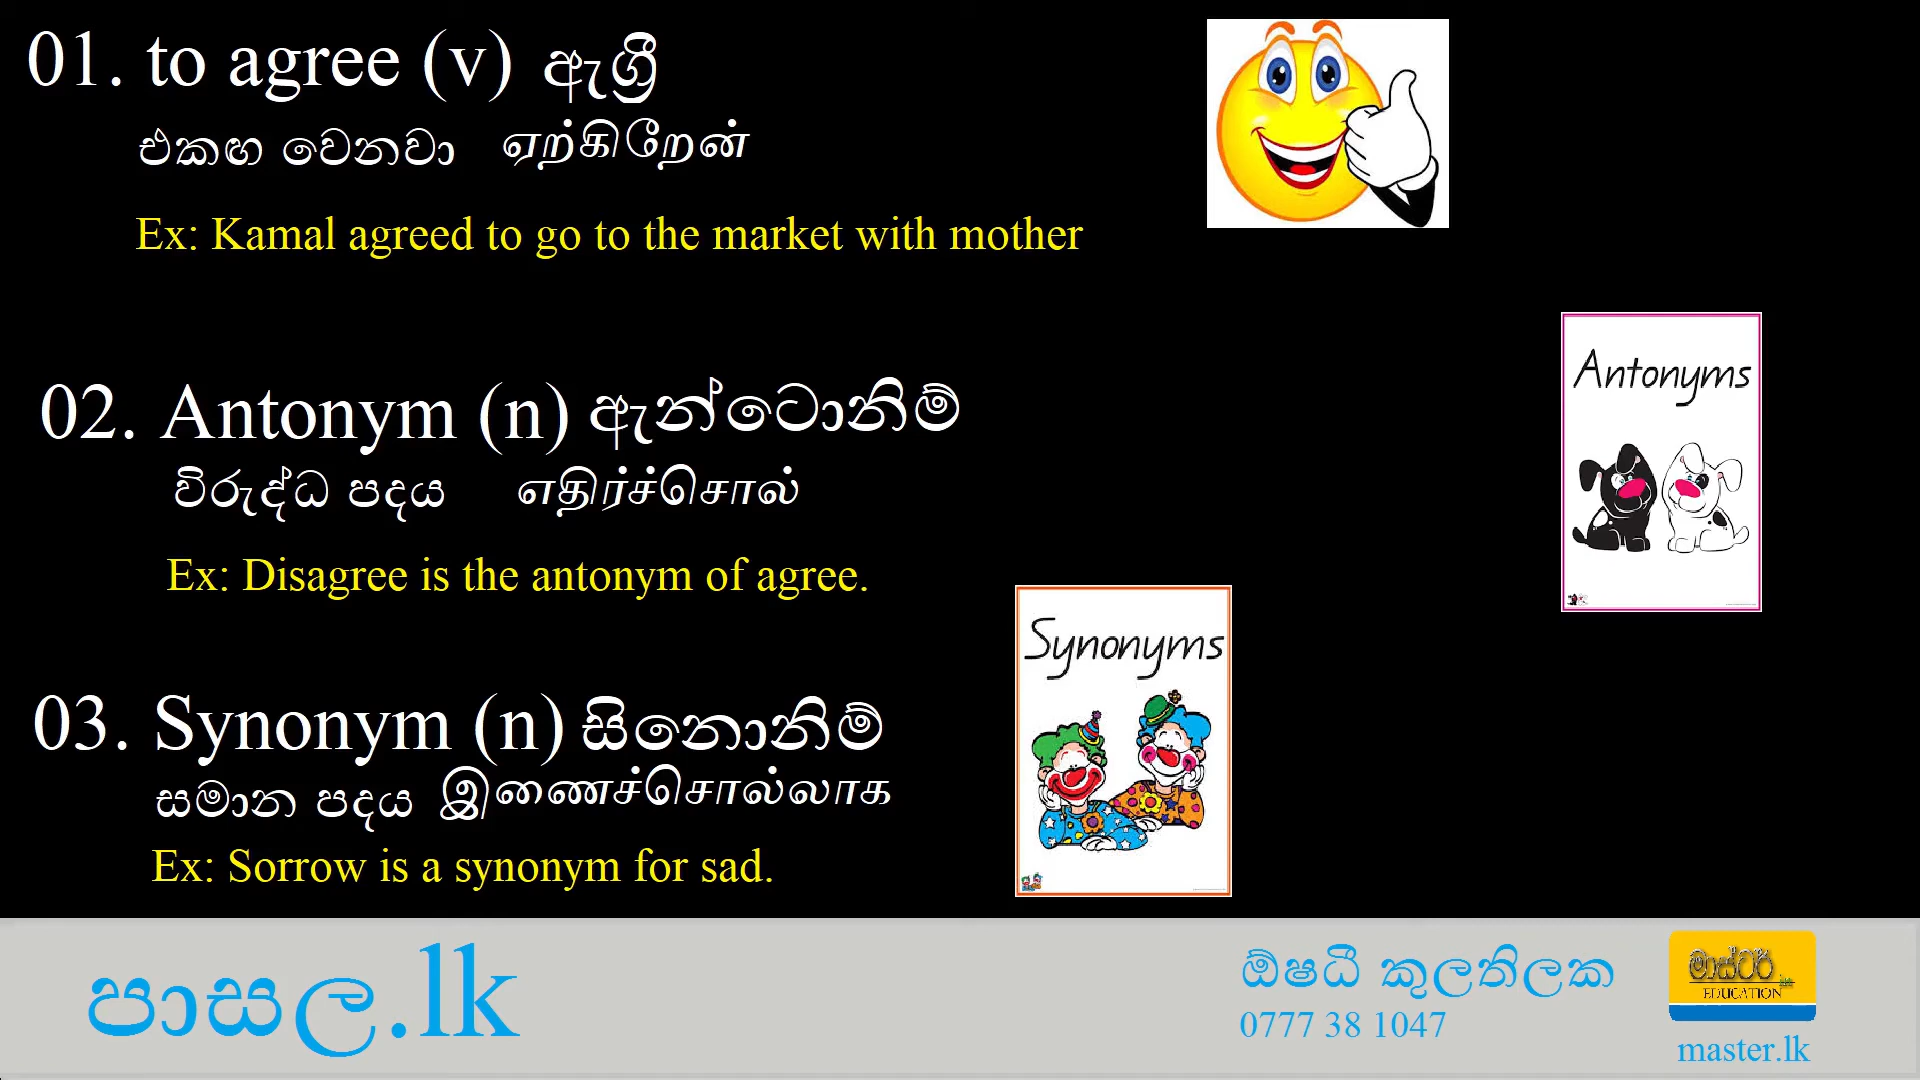 01. to agree (v) ඇග්‍රී
එකඟ වෙනවා ஏற்கிறேன்
Ex: Kamal agreed to go to the market with mother
Antonyms
02. Antonym (n) ඇන්ටොනිම්
විරුද්ධ පදය எதிர்ச்சொல்
Ex: Disagree is the antonym of agree.
Synonyms
03. Synonym (n) සිනොනිම්
සමාන පදය இணைச்சொல்லாக
Ex: Sorrow is a synonym for sad.
පාසල.lk
ඕෂධී කුලතිලක
0777 38 1047
මාස්ටර්
EDUCATION
master.lk